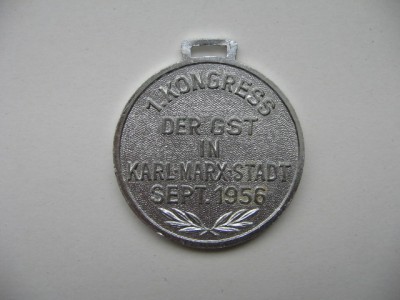 1. KONGRESS
DER GST
IN
KARL-MARX-STADT
SEPT. 1956